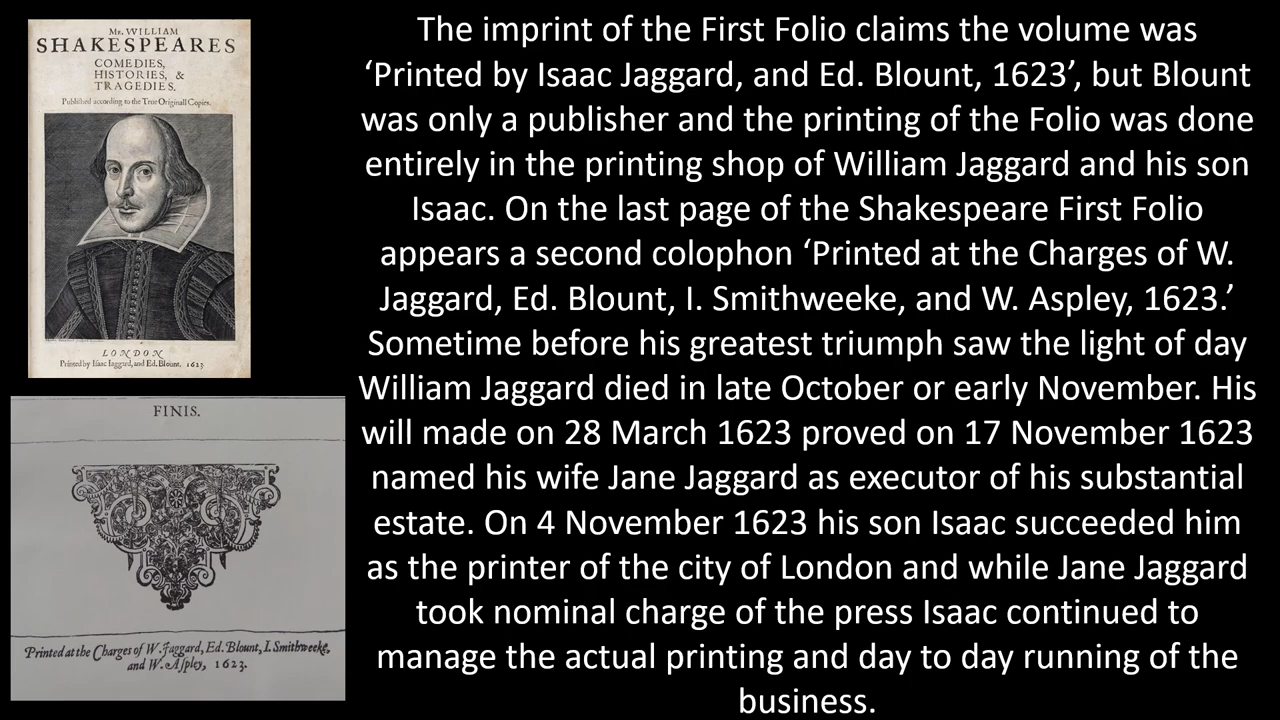 Mr. WILLIAM
SHAKESPEARES
COMEDIES,
HISTORIES, &
TRAGEDIES.
Published according to the True Originall Copies.
LONDON
Printed by Isaac Iaggard, and Ed. Blount. 1623
FINIS.
Printed at the Charges of W. Jaggard, Ed. Blount, I. Smithweeke,
and W. Aspley, 1623.
The imprint of the First Folio claims the volume was
‘Printed by Isaac Jaggard, and Ed. Blount, 1623’, but Blount
was only a publisher and the printing of the Folio was done
entirely in the printing shop of William Jaggard and his son
Isaac. On the last page of the Shakespeare First Folio
appears a second colophon ‘Printed at the Charges of W.
Jaggard, Ed. Blount, I. Smithweeke, and W. Aspley, 1623.’
Sometime before his greatest triumph saw the light of day
William Jaggard died in late October or early November. His
will made on 28 March 1623 proved on 17 November 1623
named his wife Jane Jaggard as executor of his substantial
estate. On 4 November 1623 his son Isaac succeeded him
as the printer of the city of London and while Jane Jaggard
took nominal charge of the press Isaac continued to
manage the actual printing and day to day running of the
business.